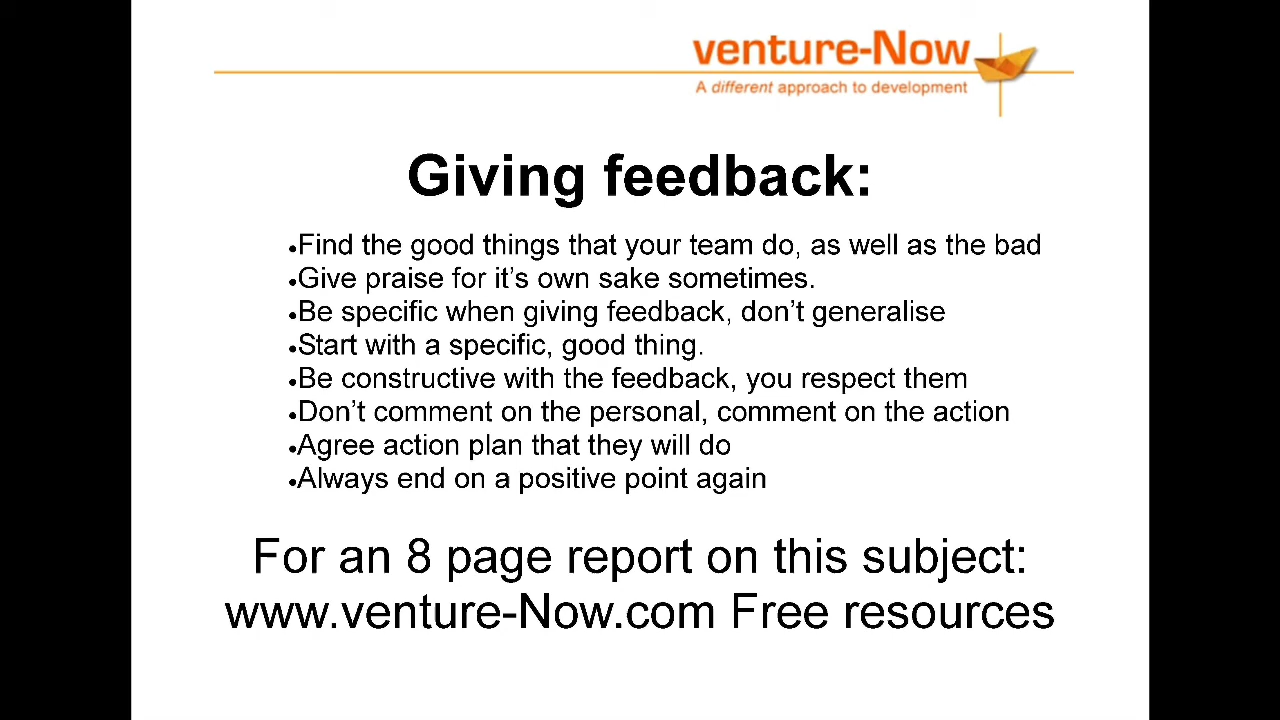 venture-Now
A different approach to development
Giving feedback:
•Find the good things that your team do, as well as the bad
•Give praise for it’s own sake sometimes.
•Be specific when giving feedback, don’t generalise
•Start with a specific, good thing.
•Be constructive with the feedback, you respect them
•Don’t comment on the personal, comment on the action
•Agree action plan that they will do
•Always end on a positive point again
For an 8 page report on this subject:
www.venture-Now.com Free resources